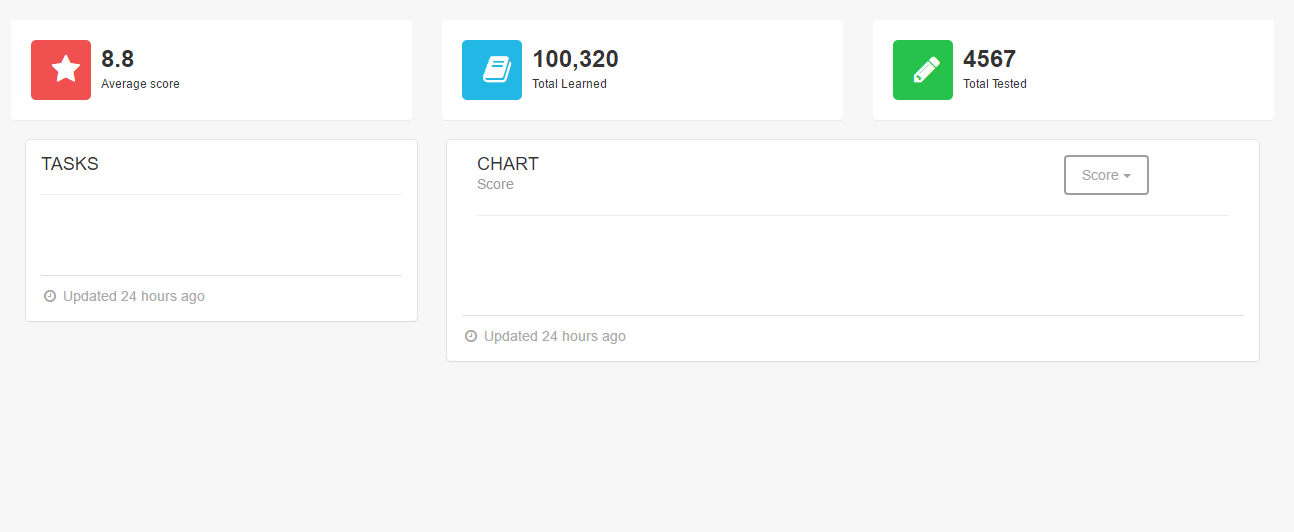 8.8
Average score
100,320
Total Learned
4567
Total Tested
TASKS
Updated 24 hours ago
CHART
Score
Score
Updated 24 hours ago